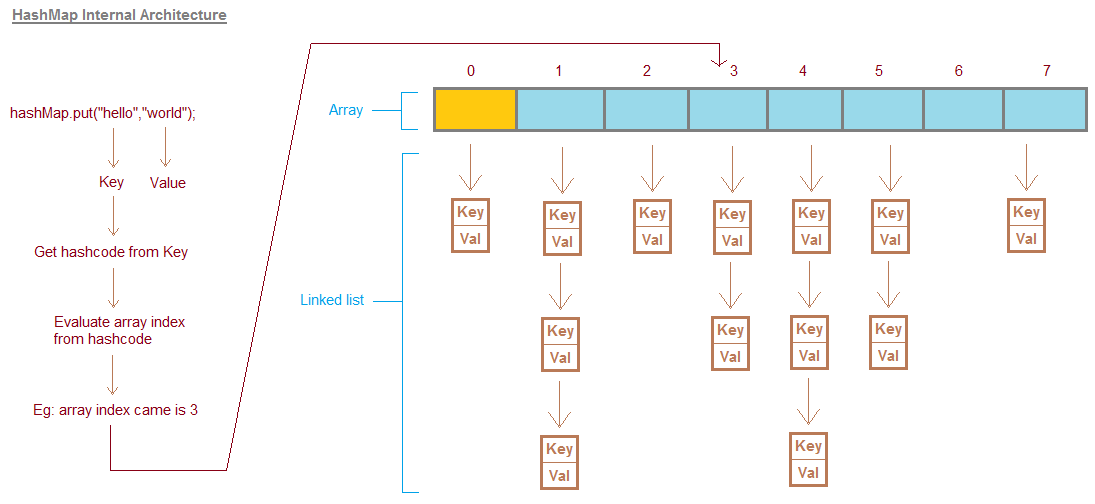 HashMap Internal Architecture
hashMap.put("hello","world");
Key Value
Get hashcode from Key
Evaluate array index
from hashcode
Eg: array index came is 3
0 1 2 3 4 5 6 7
Array
Linked list
Key Key Key Key Key Key Key
Val Val Val Val Val Val Val
Key Key Key Key
Val Val Val Val
Key Key
Val Val